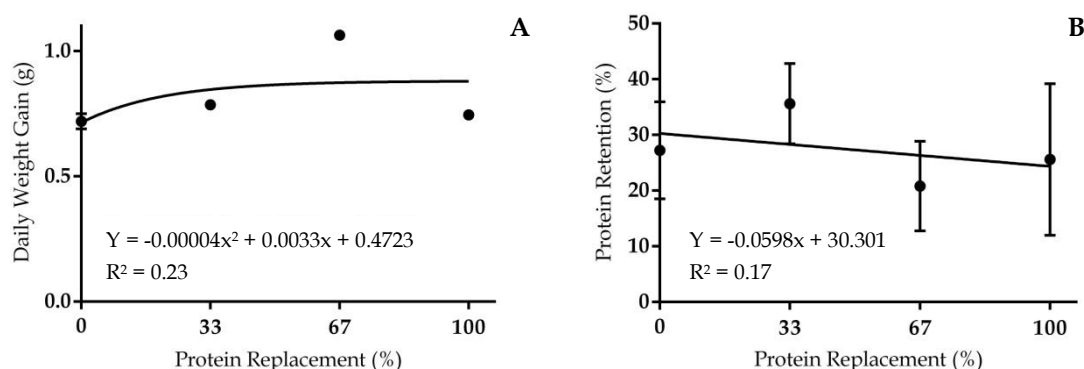 A
Daily Weight Gain (g)
1.0
0.5
0.0
Y = -0.00004x² + 0.0033x + 0.4723
R² = 0.23
0 33 67 100
Protein Replacement (%)
B
Protein Retention (%)
50
40
30
20
10
0
Y = -0.0598x + 30.301
R² = 0.17
0 33 67 100
Protein Replacement (%)